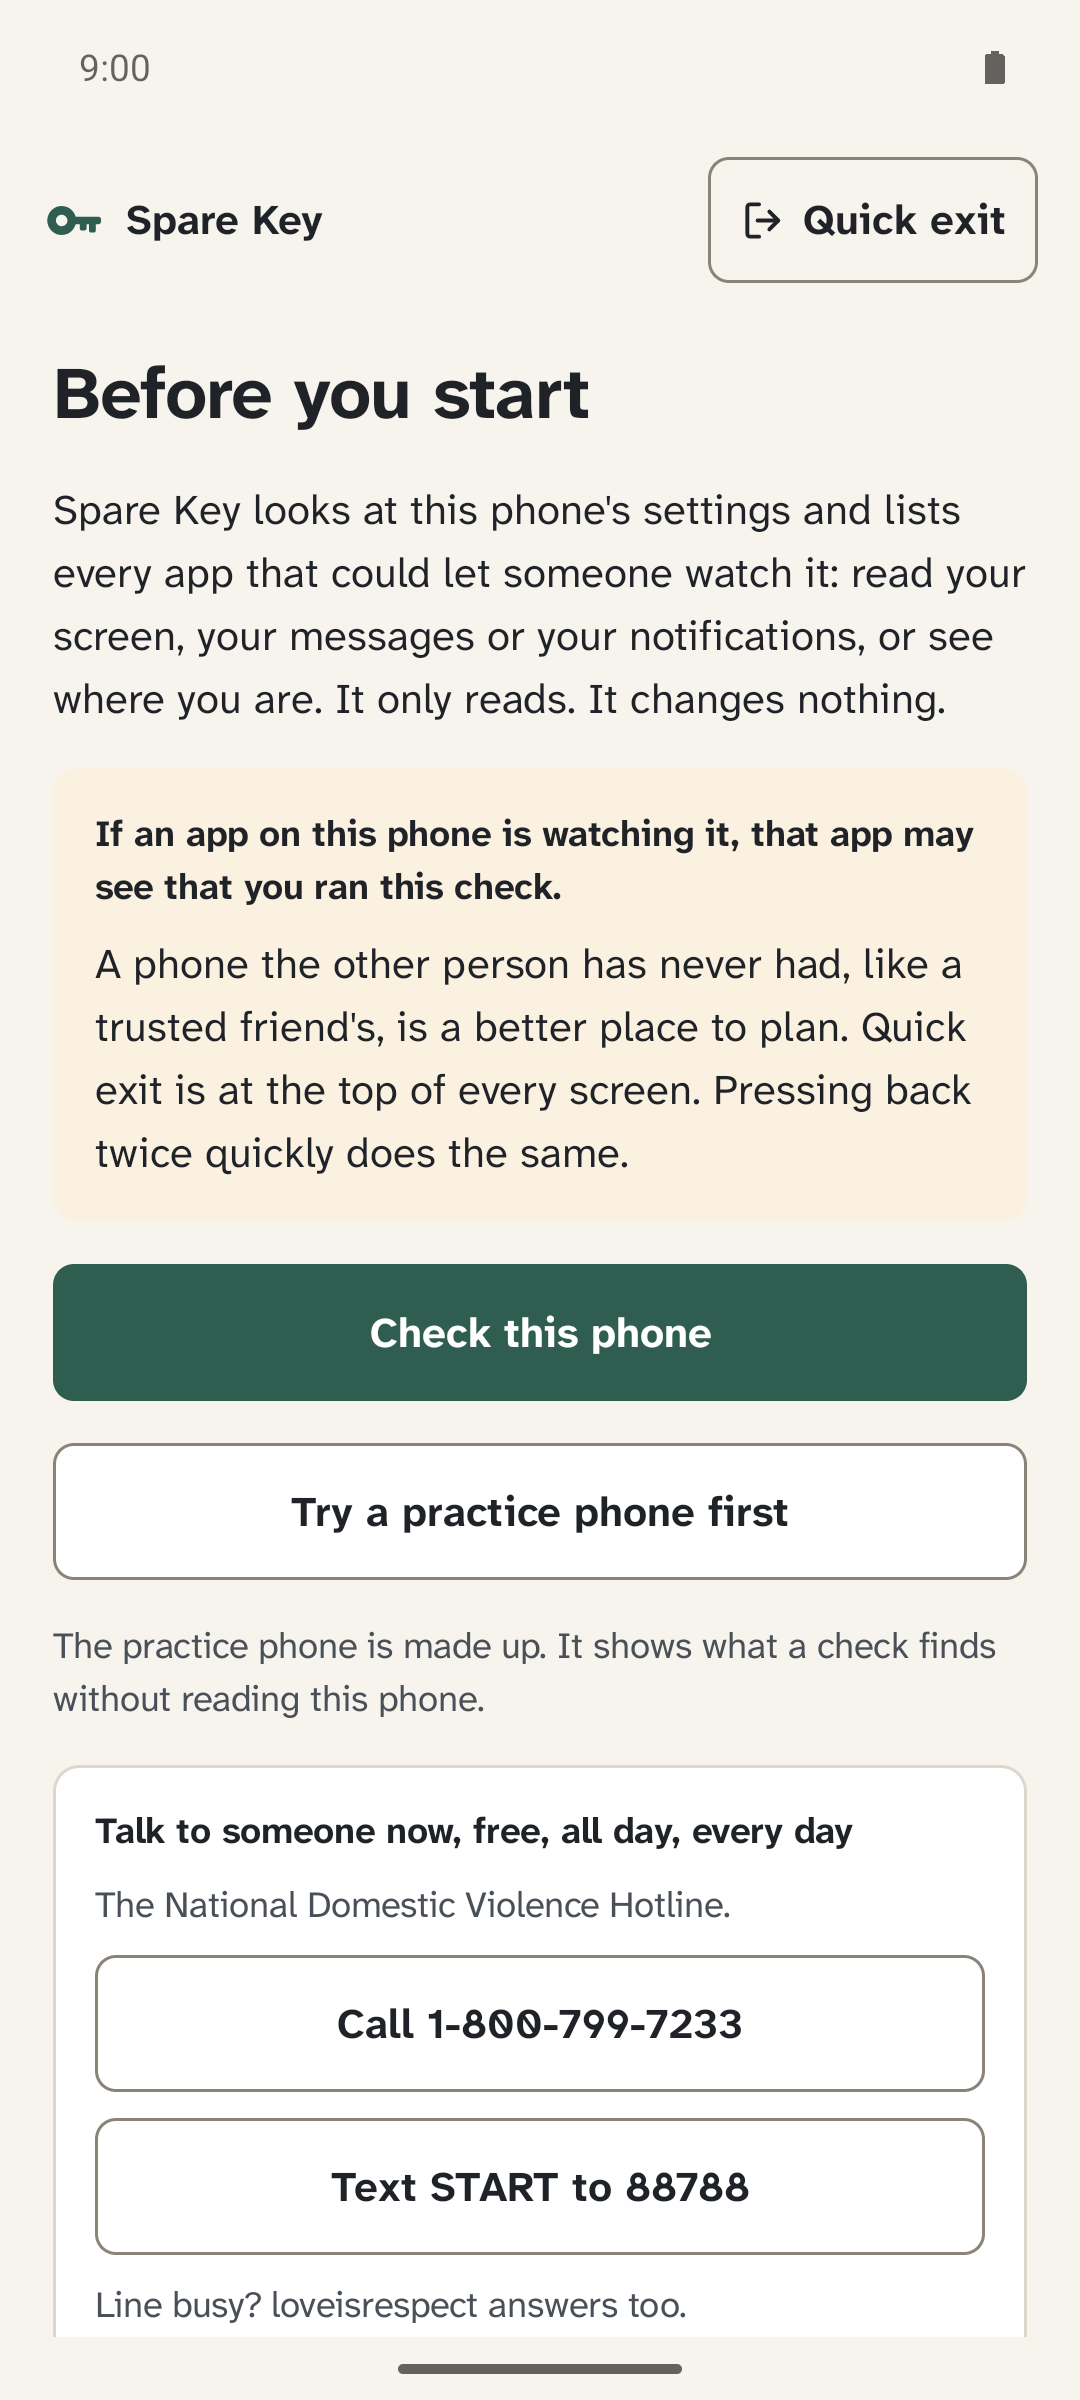 9:00
Spare Key
Quick exit
Before you start
Spare Key looks at this phone's settings and lists
every app that could let someone watch it: read your
screen, your messages or your notifications, or see
where you are. It only reads. It changes nothing.
If an app on this phone is watching it, that app may
see that you ran this check.
A phone the other person has never had, like a
trusted friend's, is a better place to plan. Quick
exit is at the top of every screen. Pressing back
twice quickly does the same.
Check this phone
Try a practice phone first
The practice phone is made up. It shows what a check finds
without reading this phone.
Talk to someone now, free, all day, every day
The National Domestic Violence Hotline.
Call 1-800-799-7233
Text START to 88788
Line busy? loveisrespect answers too.